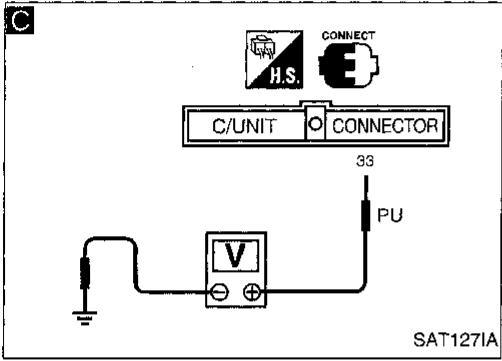 C
CONNECT
H.S.
C/UNIT CONNECTOR
33
PU
V
SAT127IA